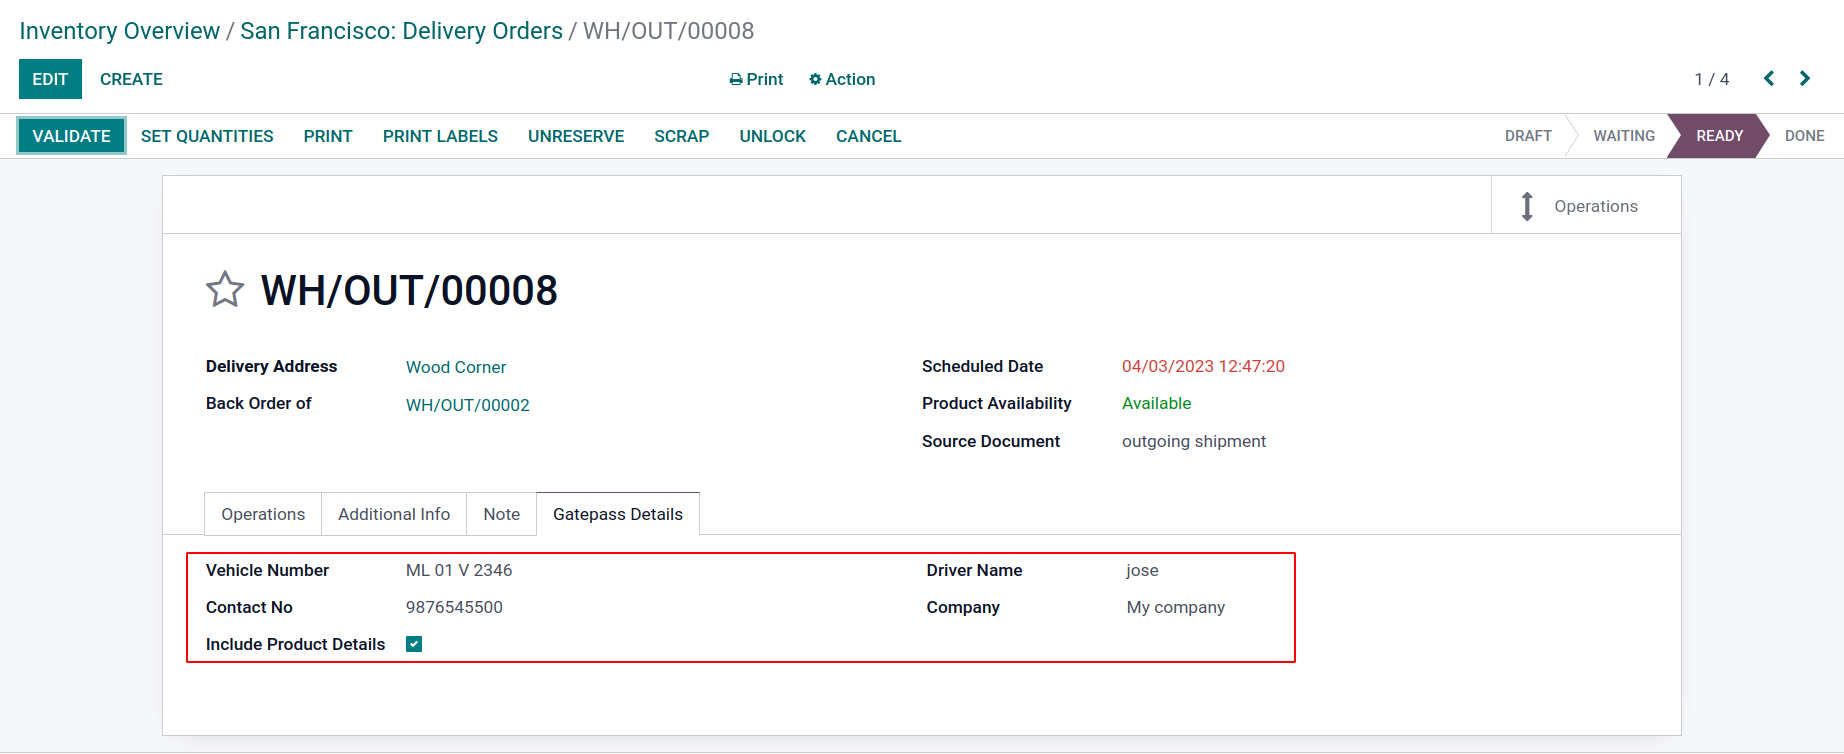 Inventory Overview / San Francisco: Delivery Orders / WH/OUT/00008
EDIT CREATE Print Action 1 / 4
VALIDATE SET QUANTITIES PRINT PRINT LABELS UNRESERVE SCRAP UNLOCK CANCEL DRAFT WAITING READY DONE
Operations
WH/OUT/00008
Delivery Address Wood Corner Scheduled Date 04/03/2023 12:47:20
Back Order of WH/OUT/00002 Product Availability Available
Source Document outgoing shipment
Operations Additional Info Note Gatepass Details
Vehicle Number ML 01 V 2346 Driver Name jose
Contact No 9876545500 Company My company
Include Product Details